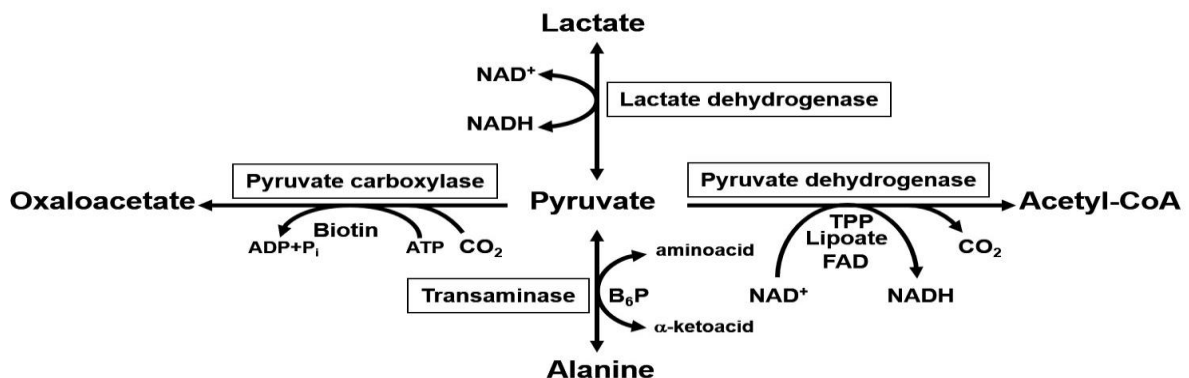 Lactate
NAD⁺
Lactate dehydrogenase
NADH
Pyruvate carboxylase
Pyruvate dehydrogenase
Oxaloacetate
Pyruvate
Acetyl-CoA
Biotin
ADP+Pᵢ
ATP
CO₂
TPP
Lipoate
FAD
CO₂
NAD⁺
NADH
aminoacid
Transaminase
B₆P
α-ketoacid
Alanine